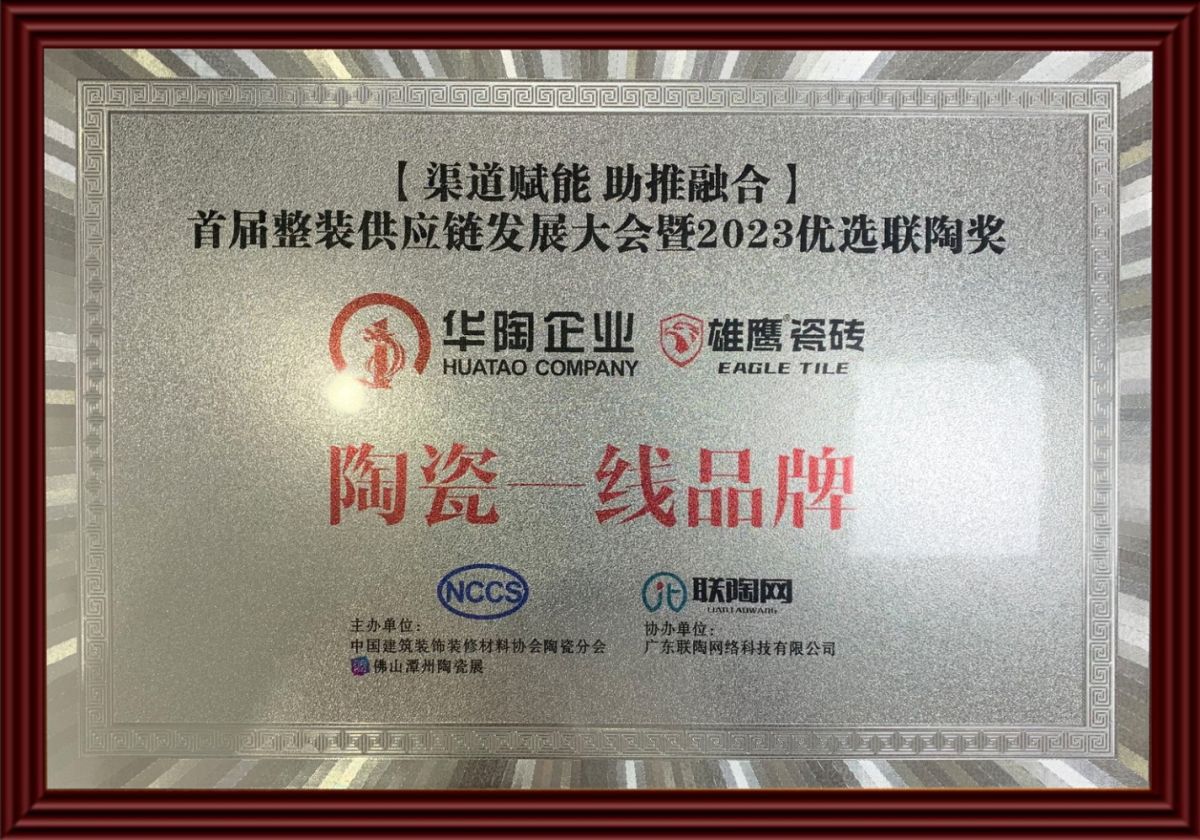 【 渠道赋能 助推融合 】
首届整装供应链发展大会暨2023优选联陶奖
华陶企业
HUATAO COMPANY
雄鹰®瓷砖
EAGLE TILE
陶瓷一线品牌
NCCS
主办单位：
中国建筑装饰装修材料协会陶瓷分会
佛山潭州陶瓷展
联陶网
LIANTAOWANG
协办单位：
广东联陶网络科技有限公司